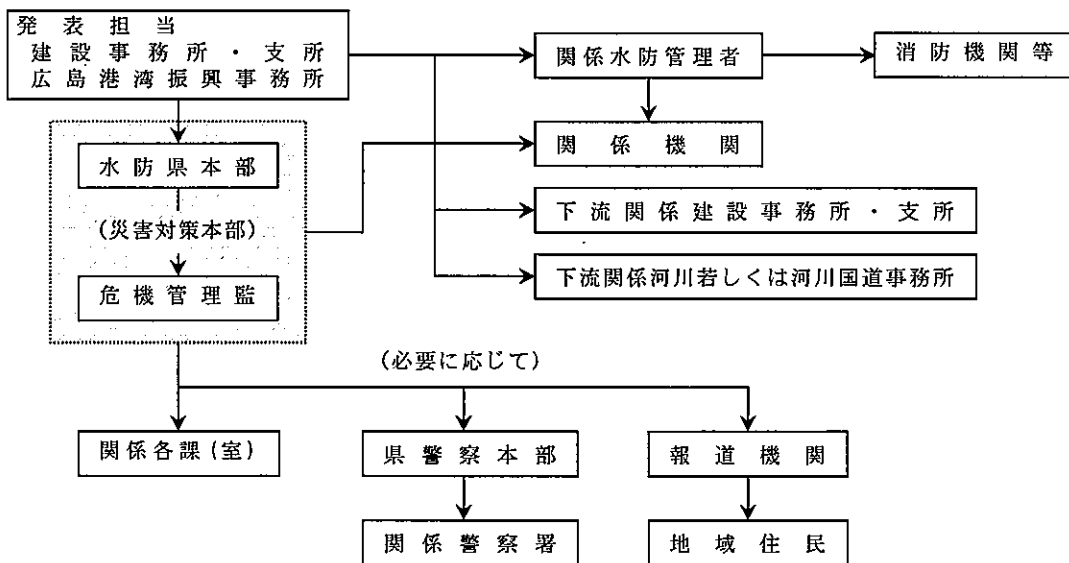 発表担当
建設事務所・支所
広島港湾振興事務所
関係水防管理者
消防機関等
水防県本部
関係機関
(災害対策本部)
下流関係建設事務所・支所
危機管理監
下流関係河川若しくは河川国道事務所
(必要に応じて)
関係各課(室)
県警察本部
報道機関
関係警察署
地域住民